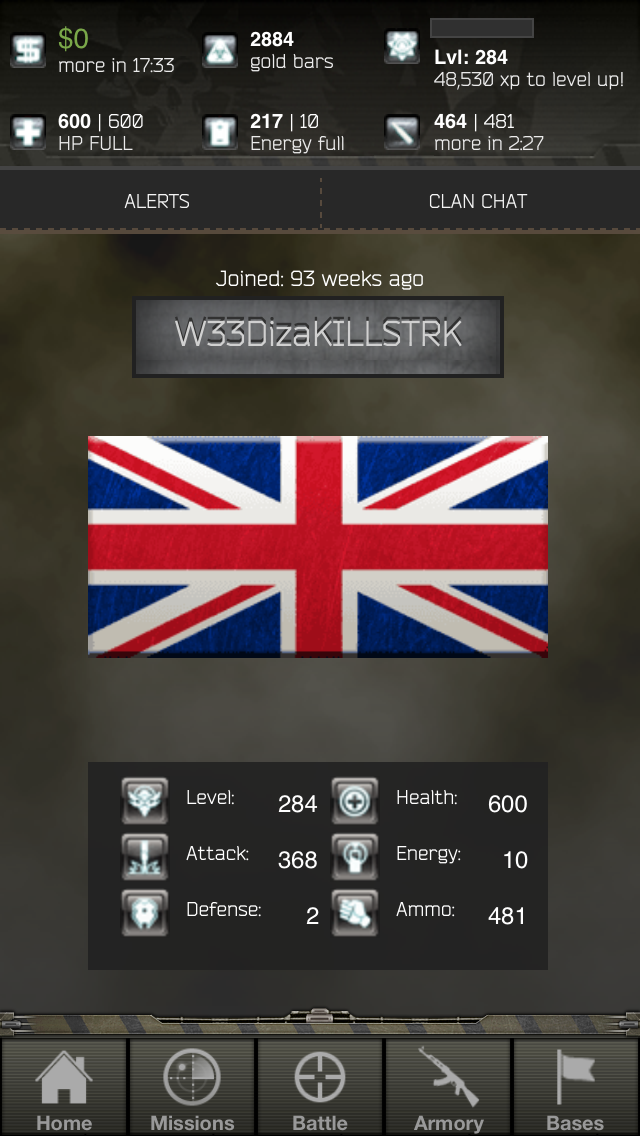 $0
more in 17:33
2884
gold bars
Lvl: 284
48,530 xp to level up!
600 | 600
HP FULL
217 | 10
Energy full
464 | 481
more in 2:27
ALERTS
CLAN CHAT
Joined: 93 weeks ago
W33DizaKILLSTRK
Level: 284
Health: 600
Attack: 368
Energy: 10
Defense: 2
Ammo: 481
Home
Missions
Battle
Armory
Bases